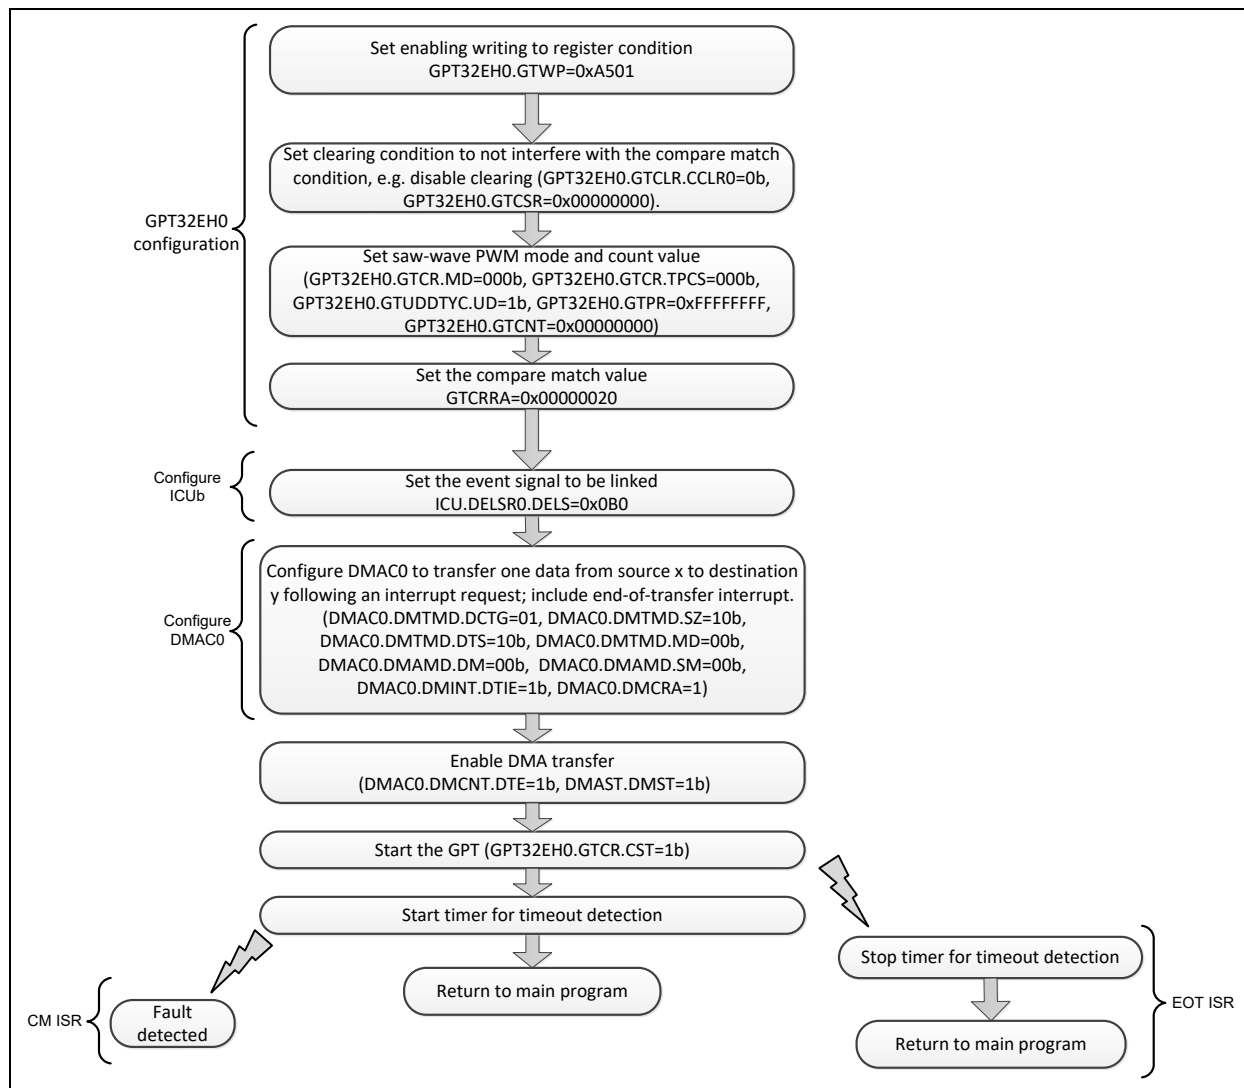 Set enabling writing to register condition
GPT32EH0.GTWP=0xA501
Set clearing condition to not interfere with the compare match
condition, e.g. disable clearing (GPT32EH0.GTCLR.CCLR0=0b,
GPT32EH0.GTCSR=0x00000000).
GPT32EH0
configuration
Set saw-wave PWM mode and count value
(GPT32EH0.GTCR.MD=000b, GPT32EH0.GTCR.TPCS=000b,
GPT32EH0.GTUDDTYC.UD=1b, GPT32EH0.GTPR=0xFFFFFFFF,
GPT32EH0.GTCNT=0x00000000)
Set the compare match value
GTCRRA=0x00000020
Configure
ICUb
Set the event signal to be linked
ICU.DELSR0.DELS=0x0B0
Configure
DMAC0
Configure DMAC0 to transfer one data from source x to destination
y following an interrupt request; include end-of-transfer interrupt.
(DMAC0.DMTMD.DCTG=01, DMAC0.DMTMD.SZ=10b,
DMAC0.DMTMD.DTS=10b, DMAC0.DMTMD.MD=00b,
DMAC0.DMAMD.DM=00b, DMAC0.DMAMD.SM=00b,
DMAC0.DMINT.DTIE=1b, DMAC0.DMCRA=1)
Enable DMA transfer
(DMAC0.DMCNT.DTE=1b, DMAST.DMST=1b)
Start the GPT (GPT32EH0.GTCR.CST=1b)
Start timer for timeout detection
Return to main program
CM ISR
Fault
detected
Stop timer for timeout detection
Return to main program
EOT ISR